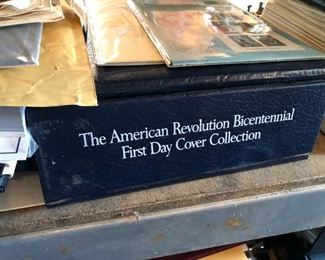 The American Revolution Bicentennial
First Day Cover Collection